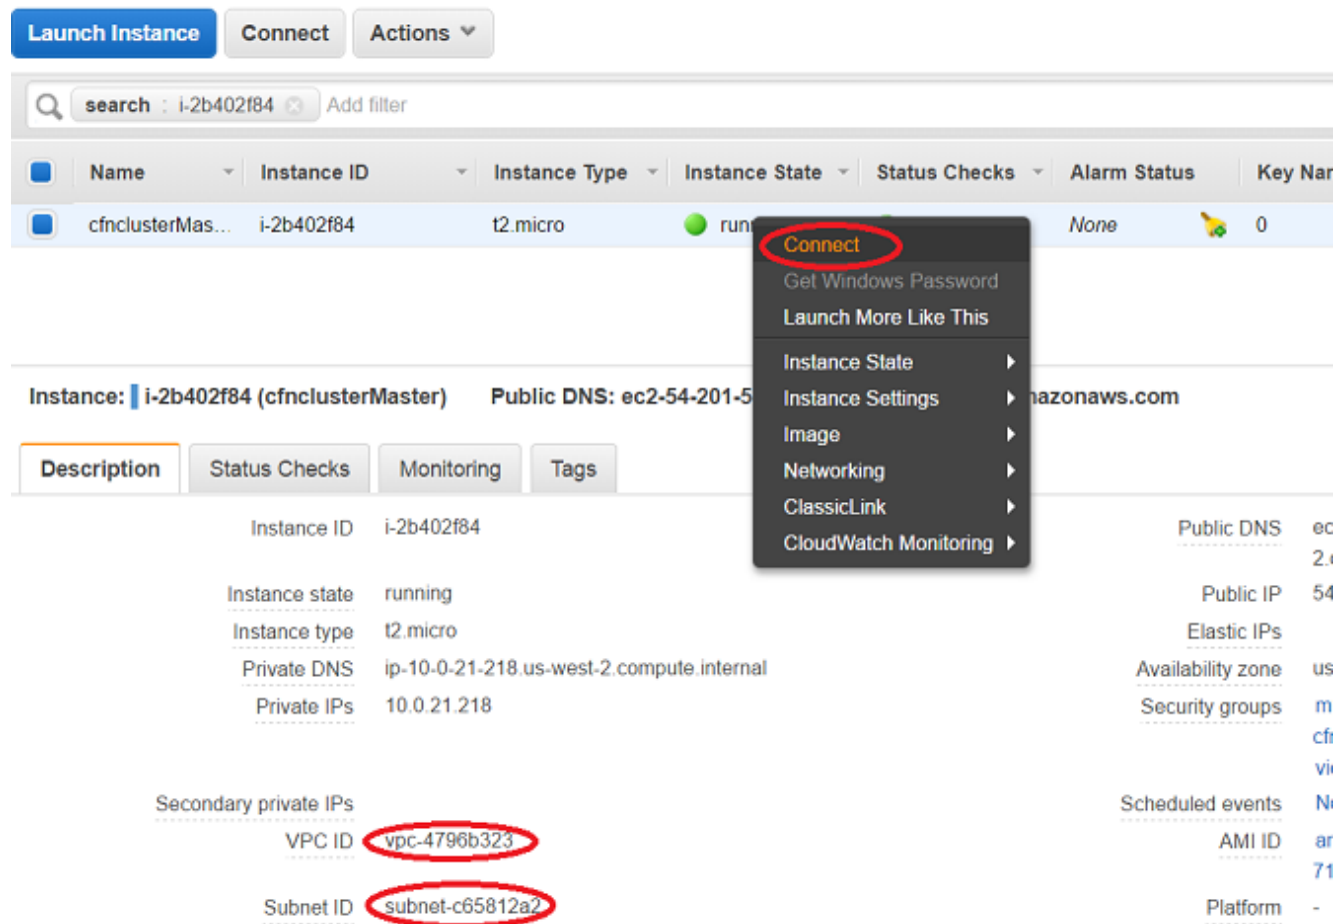 Launch Instance Connect Actions
search : i-2b402f84 Add filter
Name Instance ID Instance Type Instance State Status Checks Alarm Status Key Nar
cfnclusterMas... i-2b402f84 t2.micro runn None 0
Connect
Get Windows Password
Launch More Like This
Instance State
Instance Settings
Image
Networking
ClassicLink
CloudWatch Monitoring
Instance: i-2b402f84 (cfnclusterMaster) Public DNS: ec2-54-201-5 azonaws.com
Description Status Checks Monitoring Tags
Instance ID i-2b402f84
Instance state running
Instance type t2.micro
Private DNS ip-10-0-21-218.us-west-2.compute.internal
Private IPs 10.0.21.218
Secondary private IPs
VPC ID vpc-4796b323
Subnet ID subnet-c65812a2
Public DNS ec
2.
Public IP 54
Elastic IPs
Availability zone us
Security groups m
cfn
vie
Scheduled events No
AMI ID
71
Platform -